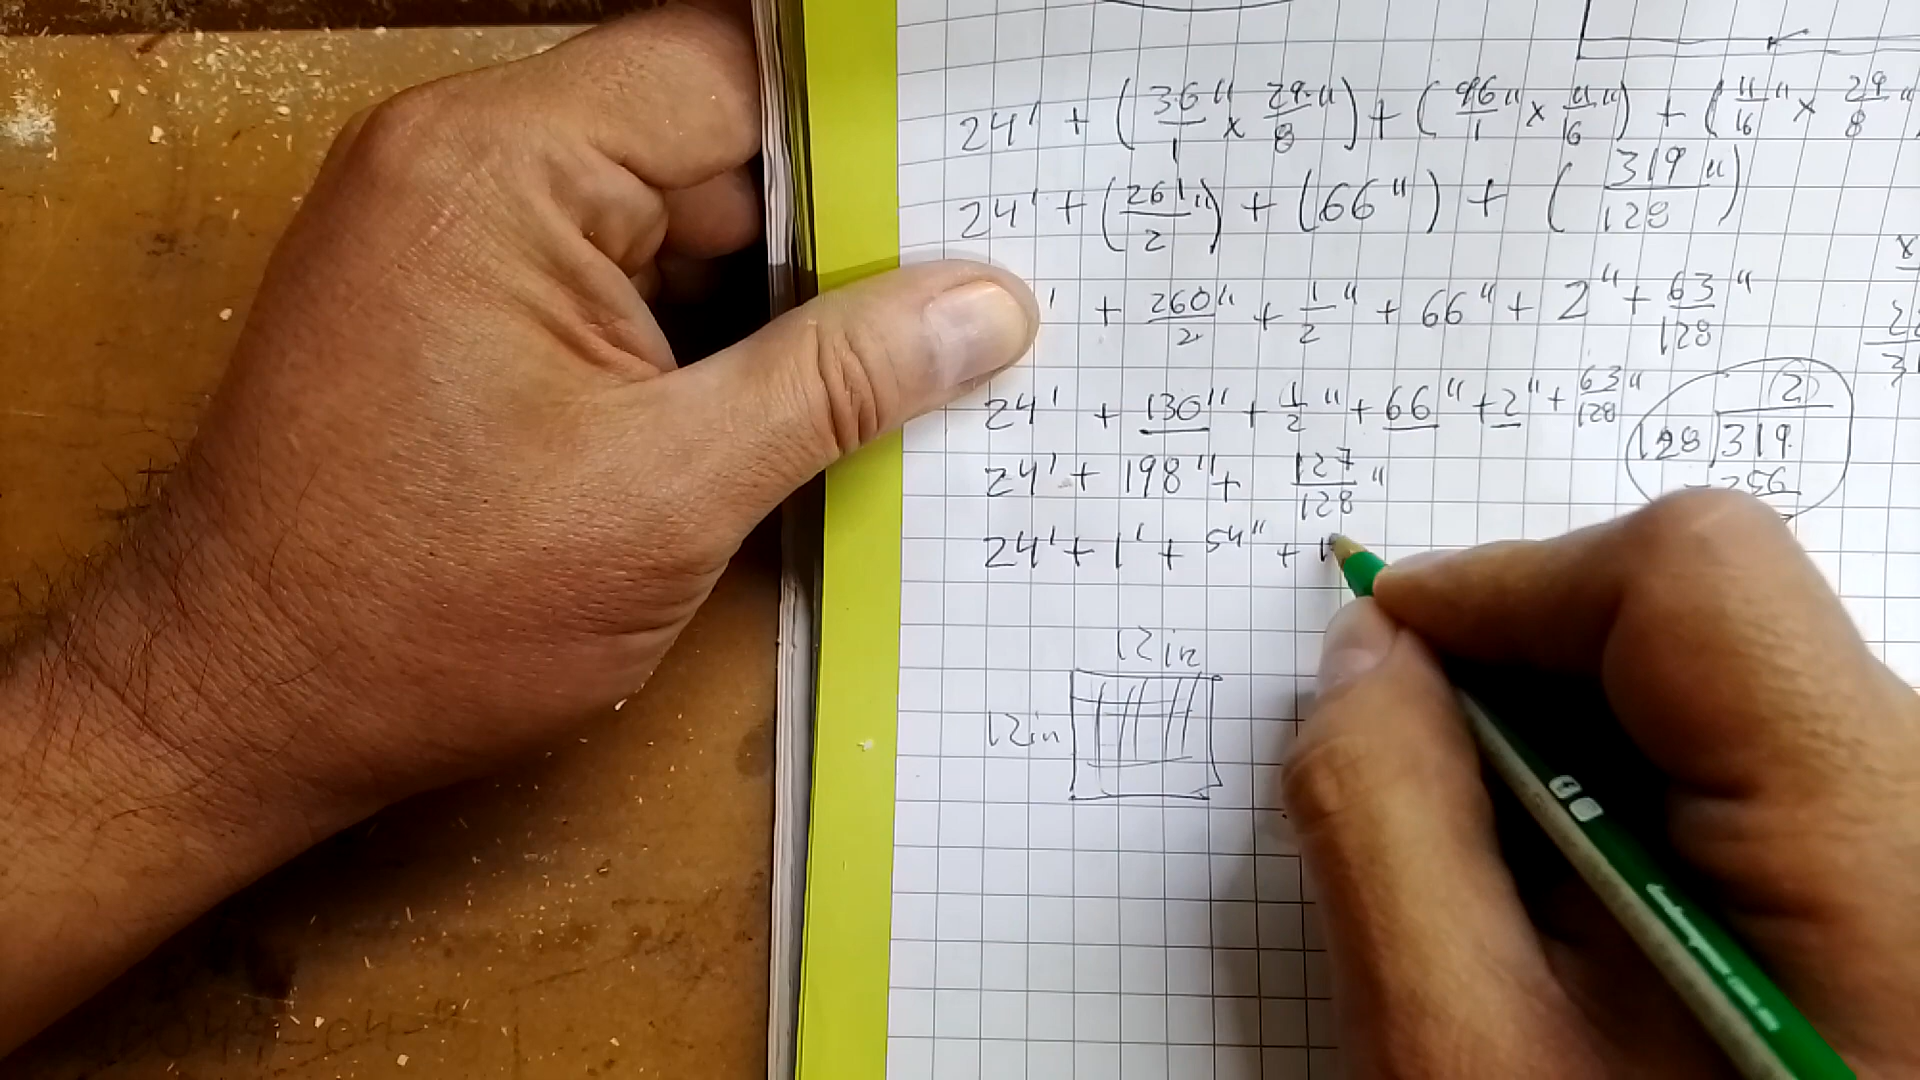 24' + (36"/1 x 29"/8) + (96"/1 x 11"/16) + (11"/16 x 29"/8
24' + (261"/2) + (66") + (319"/128)
' + 260"/2 + 1"/2 + 66" + 2" + 63"/128
24' + 130" + 1/2" + 66" + 2" + 63"/128
2
128 319
24' + 198" + 127"/128
256
24' + 1' + 54" + 1
12in
12in